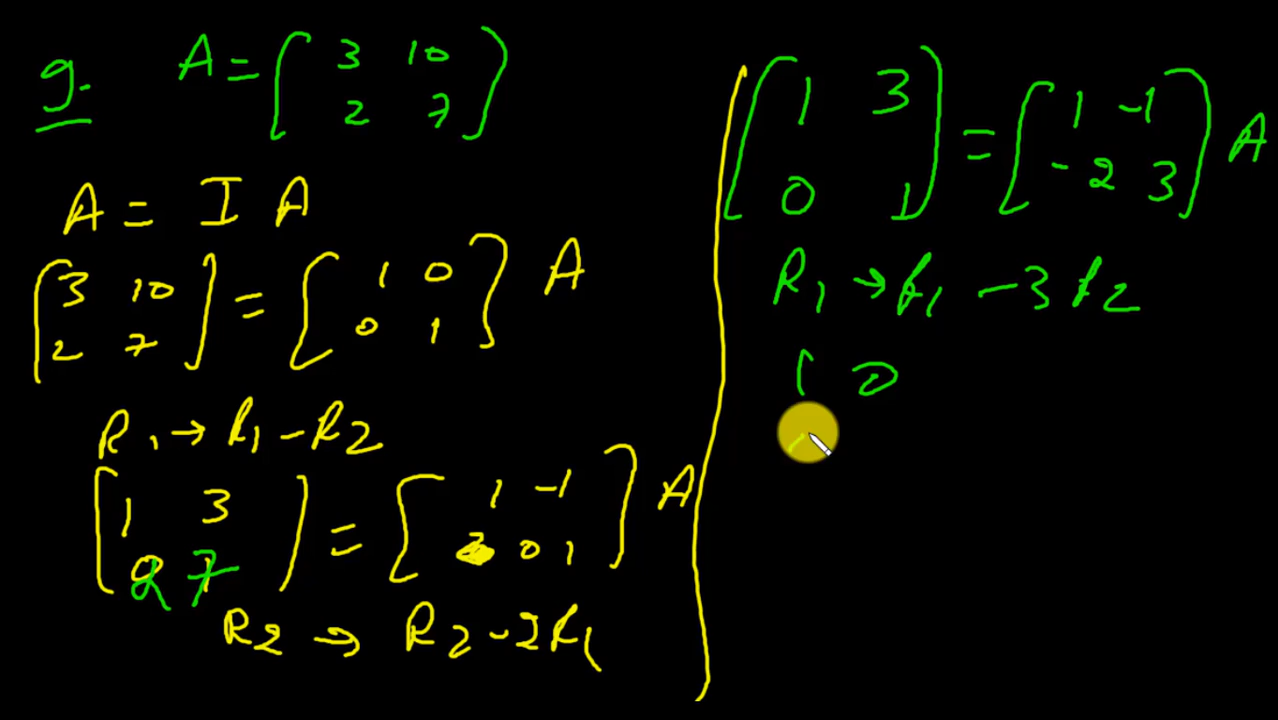 9. A = [ 3 10
2 7 ]
A = I A
[ 3 10
2 7 ] = [ 1 0
0 1 ] A
R1 → R1 - R2
[ 1 3
2 7 ] = [ 1 -1
0 1 ] A
R2 → R2 - 2R1
[ 1 3
0 1 ] = [ 1 -1
-2 3 ] A
R1 → R1 - 3R2
1 0